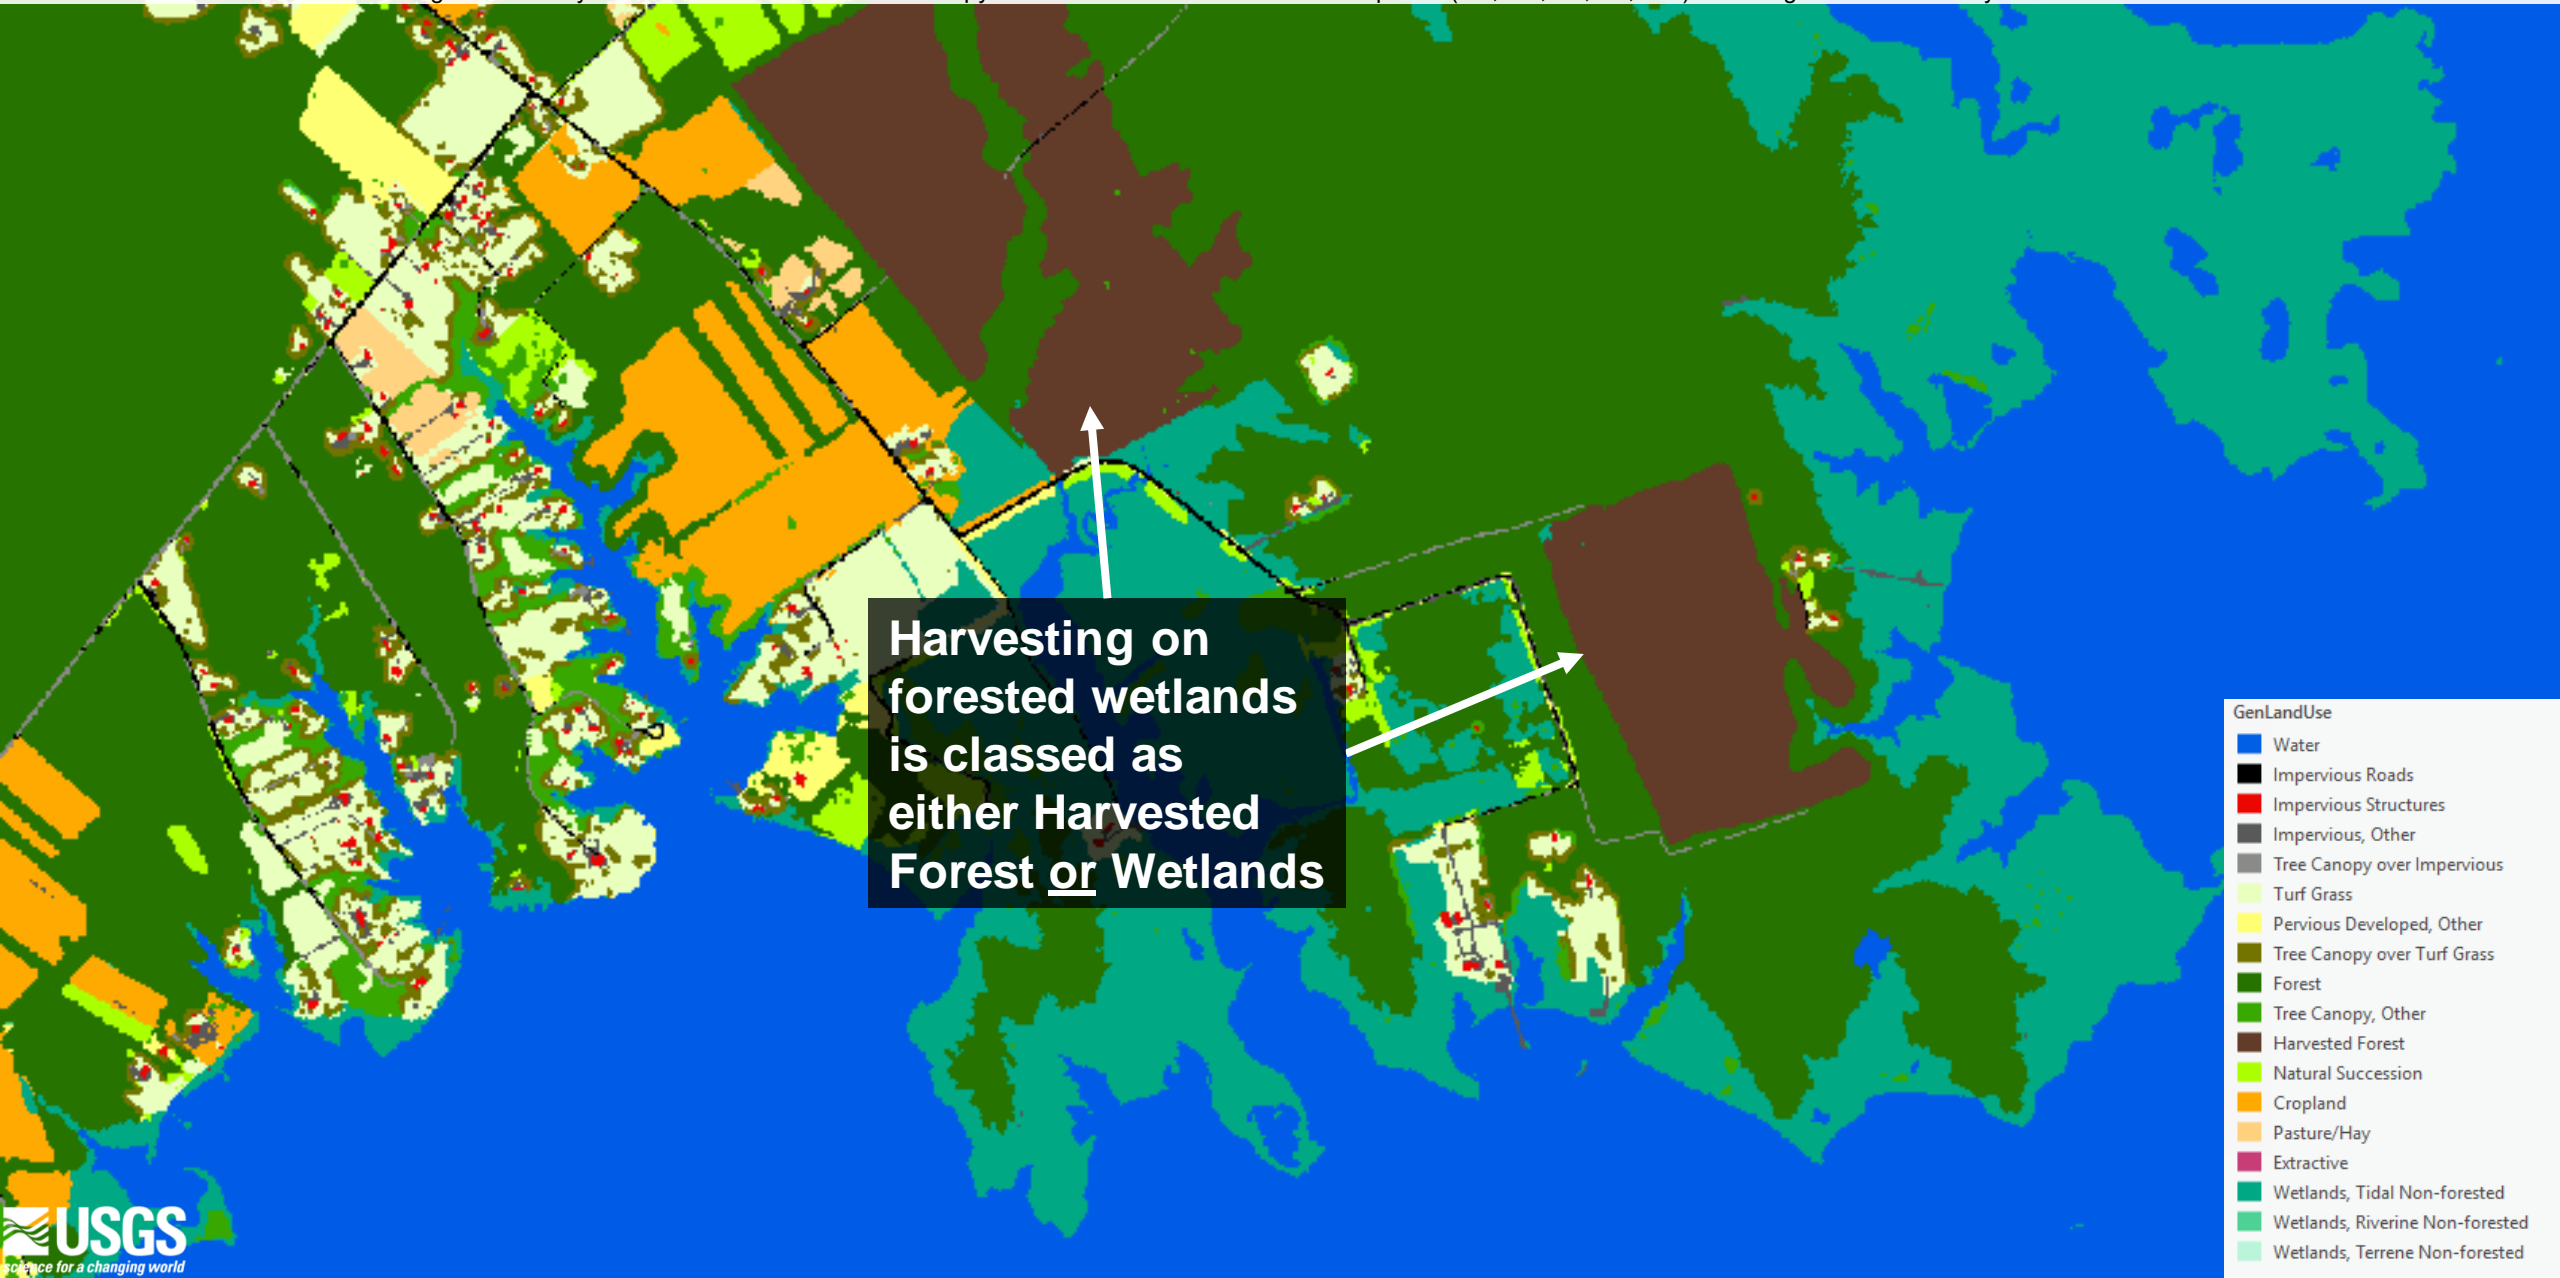 Harvesting on
forested wetlands
is classed as
either Harvested
Forest or Wetlands
GenLandUse
Water
Impervious Roads
Impervious Structures
Impervious, Other
Tree Canopy over Impervious
Turf Grass
Pervious Developed, Other
Tree Canopy over Turf Grass
Forest
Tree Canopy, Other
Harvested Forest
Natural Succession
Cropland
Pasture/Hay
Extractive
Wetlands, Tidal Non-forested
Wetlands, Riverine Non-forested
Wetlands, Terrene Non-forested
USGS
science for a changing world